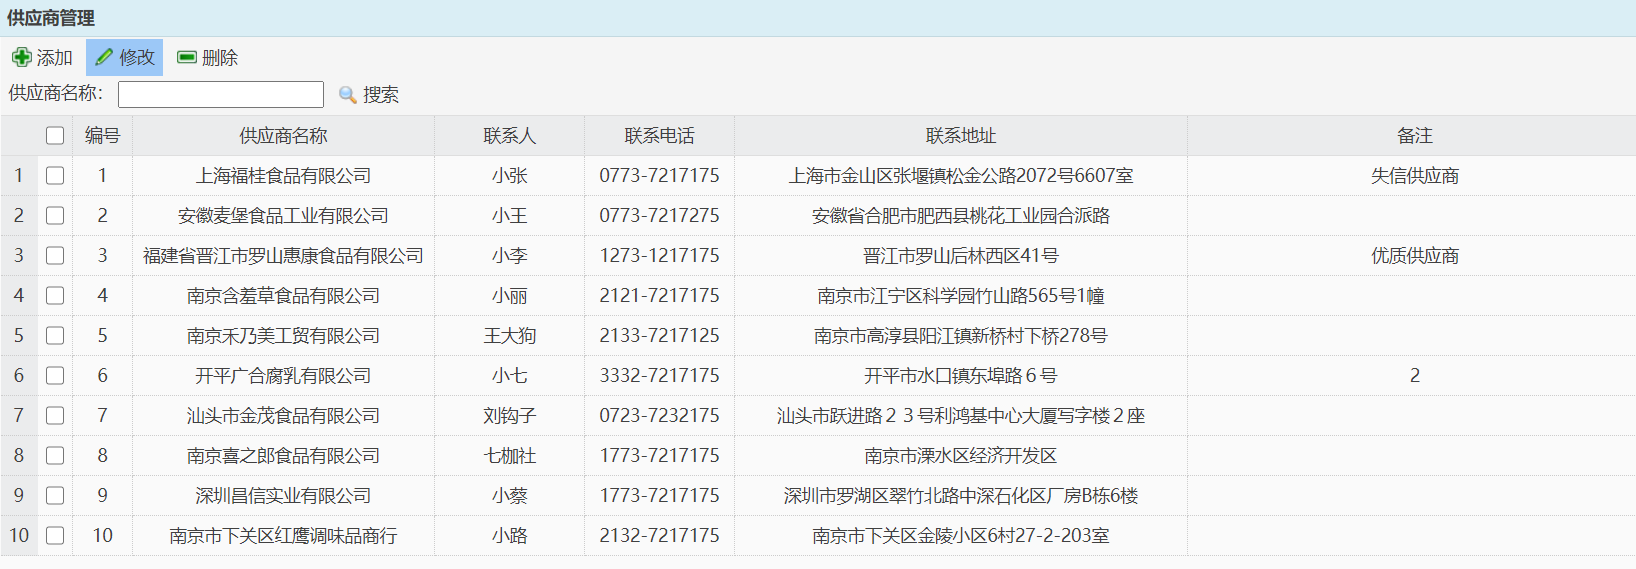 供应商管理
添加 修改 删除
供应商名称： 搜索
编号 供应商名称 联系人 联系电话 联系地址 备注
1 1 上海福桂食品有限公司 小张 0773-7217175 上海市金山区张堰镇松金公路2072号6607室 失信供应商
2 2 安徽麦堡食品工业有限公司 小王 0773-7217275 安徽省合肥市肥西县桃花工业园合派路
3 3 福建省晋江市罗山惠康食品有限公司 小李 1273-1217175 晋江市罗山后林西区41号 优质供应商
4 4 南京含羞草食品有限公司 小丽 2121-7217175 南京市江宁区科学园竹山路565号1幢
5 5 南京禾乃美工贸有限公司 王大狗 2133-7217125 南京市高淳县阳江镇新桥村下桥278号
6 6 开平广合腐乳有限公司 小七 3332-7217175 开平市水口镇东埠路６号 2
7 7 汕头市金茂食品有限公司 刘钩子 0723-7232175 汕头市跃进路２３号利鸿基中心大厦写字楼２座
8 8 南京喜之郎食品有限公司 七枷社 1773-7217175 南京市溧水区经济开发区
9 9 深圳昌信实业有限公司 小蔡 1773-7217175 深圳市罗湖区翠竹北路中深石化区厂房B栋6楼
10 10 南京市下关区红鹰调味品商行 小路 2132-7217175 南京市下关区金陵小区6村27-2-203室